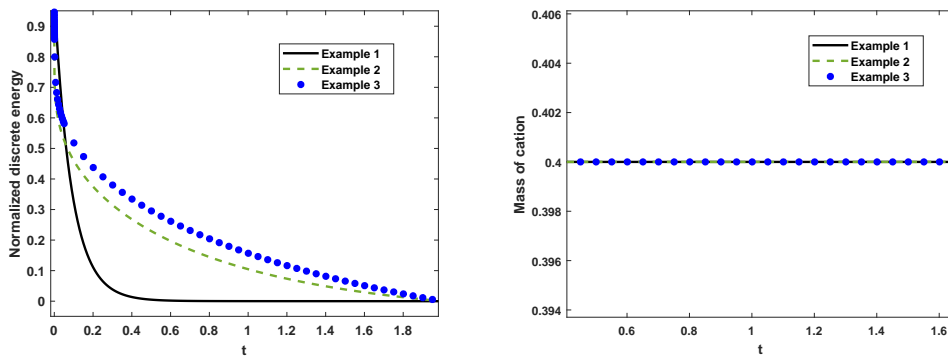 Normalized discrete energy
0.9
0.8
0.7
0.6
0.5
0.4
0.3
0.2
0.1
0
Example 1
Example 2
Example 3
0 0.2 0.4 0.6 0.8 1 1.2 1.4 1.6 1.8
t
Mass of cation
0.406
0.404
0.402
0.4
0.398
0.396
0.394
Example 1
Example 2
Example 3
0.6 0.8 1 1.2 1.4 1.6
t